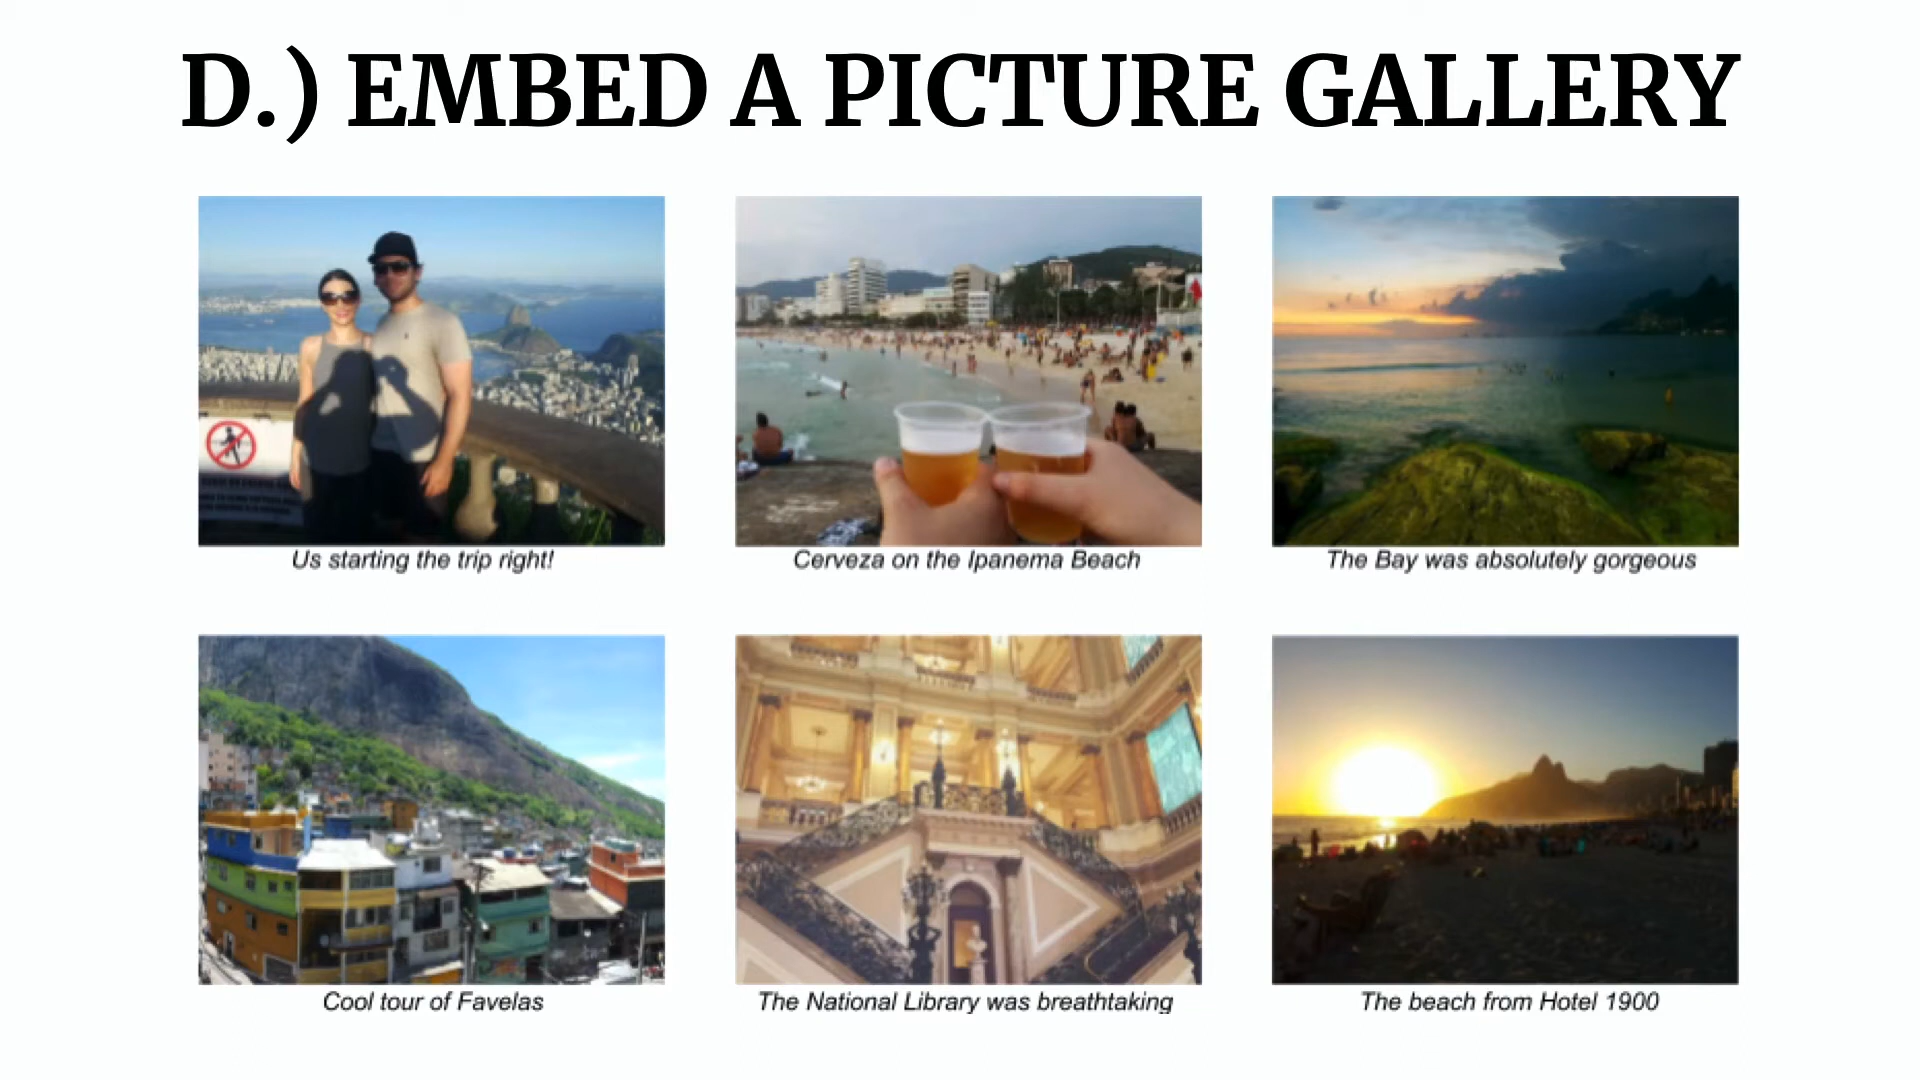 D.) EMBED A PICTURE GALLERY
Us starting the trip right!
Cerveza on the Ipanema Beach
The Bay was absolutely gorgeous
Cool tour of Favelas
The National Library was breathtaking
The beach from Hotel 1900